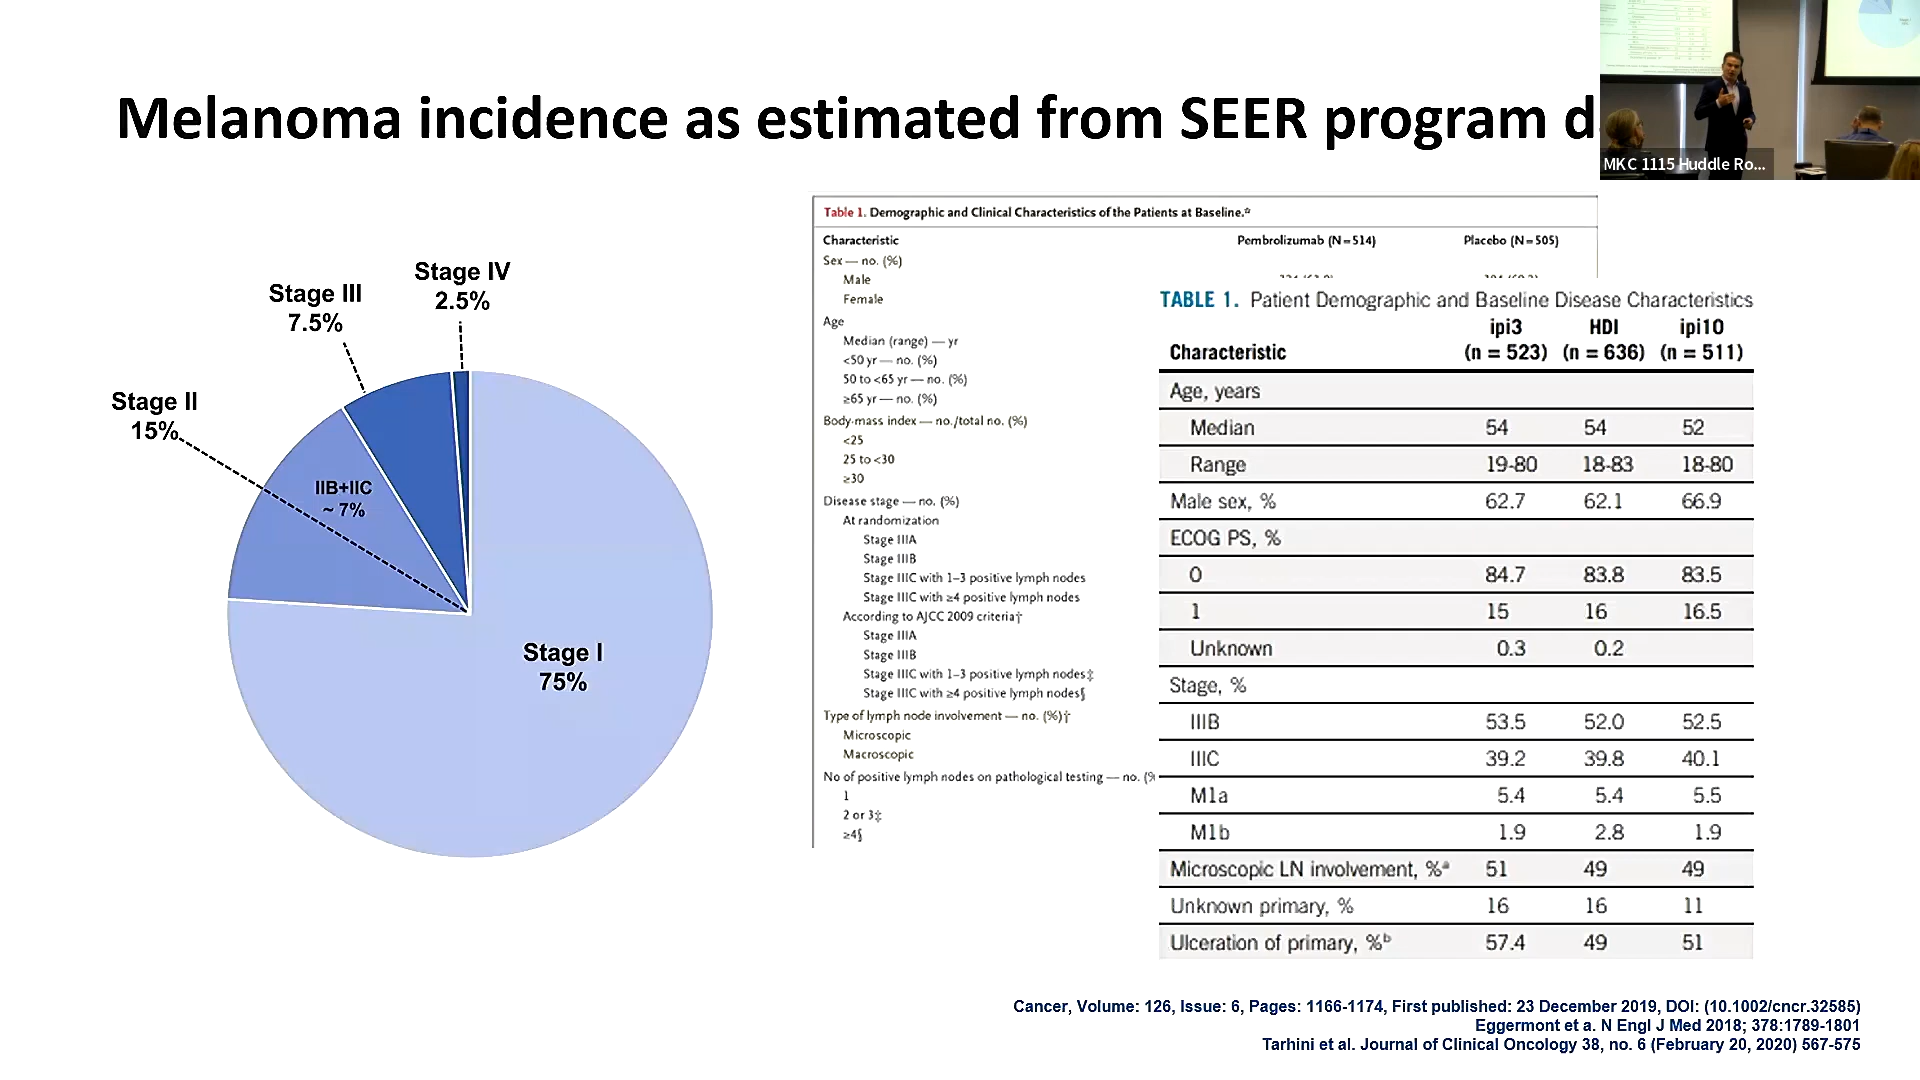 Melanoma incidence as estimated from SEER program d
MKC 1115 Huddle Ro...
Stage IV
2.5%
Stage III
7.5%
Stage II
15%
IIB+IIC
~ 7%
Stage I
75%
Table 1. Demographic and Clinical Characteristics of the Patients at Baseline.*
Characteristic Pembrolizumab (N=514) Placebo (N=505)
Sex — no. (%)
Male
Female
Age
Median (range) — yr
<50 yr — no. (%)
50 to <65 yr — no. (%)
≥65 yr — no. (%)
Body-mass index — no./total no. (%)
<25
25 to <30
≥30
Disease stage — no. (%)
At randomization
Stage IIIA
Stage IIIB
Stage IIIC with 1–3 positive lymph nodes
Stage IIIC with ≥4 positive lymph nodes
According to AJCC 2009 criteria†
Stage IIIA
Stage IIIB
Stage IIIC with 1–3 positive lymph nodes‡
Stage IIIC with ≥4 positive lymph nodes§
Type of lymph node involvement — no. (%)†
Microscopic
Macroscopic
No of positive lymph nodes on pathological testing — no. (%
1
2 or 3‡
≥4§
TABLE 1. Patient Demographic and Baseline Disease Characteristics
ipi3 HDI ipi10
Characteristic (n = 523) (n = 636) (n = 511)
Age, years
Median 54 54 52
Range 19-80 18-83 18-80
Male sex, % 62.7 62.1 66.9
ECOG PS, %
0 84.7 83.8 83.5
1 15 16 16.5
Unknown 0.3 0.2
Stage, %
IIIB 53.5 52.0 52.5
IIIC 39.2 39.8 40.1
M1a 5.4 5.4 5.5
M1b 1.9 2.8 1.9
Microscopic LN involvement, %ᵃ 51 49 49
Unknown primary, % 16 16 11
Ulceration of primary, %ᵇ 57.4 49 51
Cancer, Volume: 126, Issue: 6, Pages: 1166-1174, First published: 23 December 2019, DOI: (10.1002/cncr.32585)
Eggermont et a. N Engl J Med 2018; 378:1789-1801
Tarhini et al. Journal of Clinical Oncology 38, no. 6 (February 20, 2020) 567-575